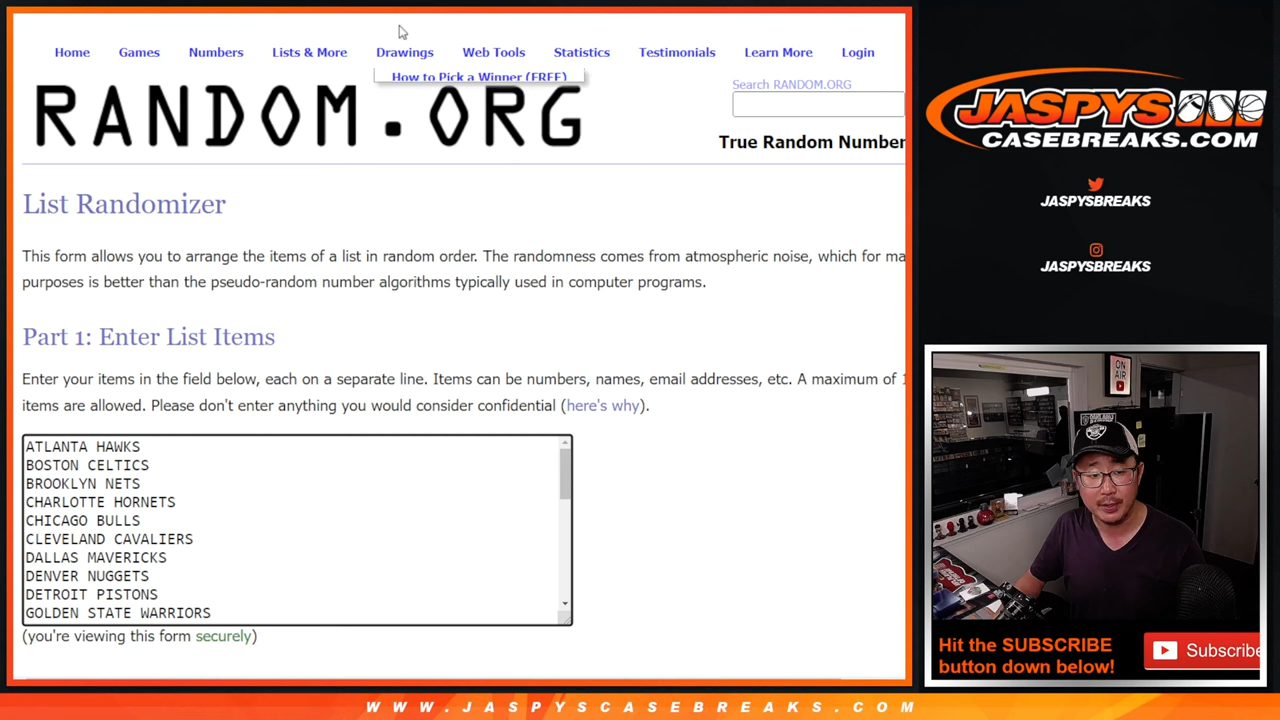 Home Games Numbers Lists & More Drawings Web Tools Statistics Testimonials Learn More Login
How to Pick a Winner (FREE)
Search RANDOM.ORG
RANDOM.ORG
True Random Number
List Randomizer
This form allows you to arrange the items of a list in random order. The randomness comes from atmospheric noise, which for ma
purposes is better than the pseudo-random number algorithms typically used in computer programs.
Part 1: Enter List Items
Enter your items in the field below, each on a separate line. Items can be numbers, names, email addresses, etc. A maximum of 1
items are allowed. Please don't enter anything you would consider confidential (here's why).
ATLANTA HAWKS
BOSTON CELTICS
BROOKLYN NETS
CHARLOTTE HORNETS
CHICAGO BULLS
CLEVELAND CAVALIERS
DALLAS MAVERICKS
DENVER NUGGETS
DETROIT PISTONS
GOLDEN STATE WARRIORS
(you're viewing this form securely)
JASPYS
CASEBREAKS.COM
JASPYSBREAKS
JASPYSBREAKS
ON
AIR
Hit the SUBSCRIBE
button down below!
Subscribe
WWW.JASPYSCASEBREAKS.COM